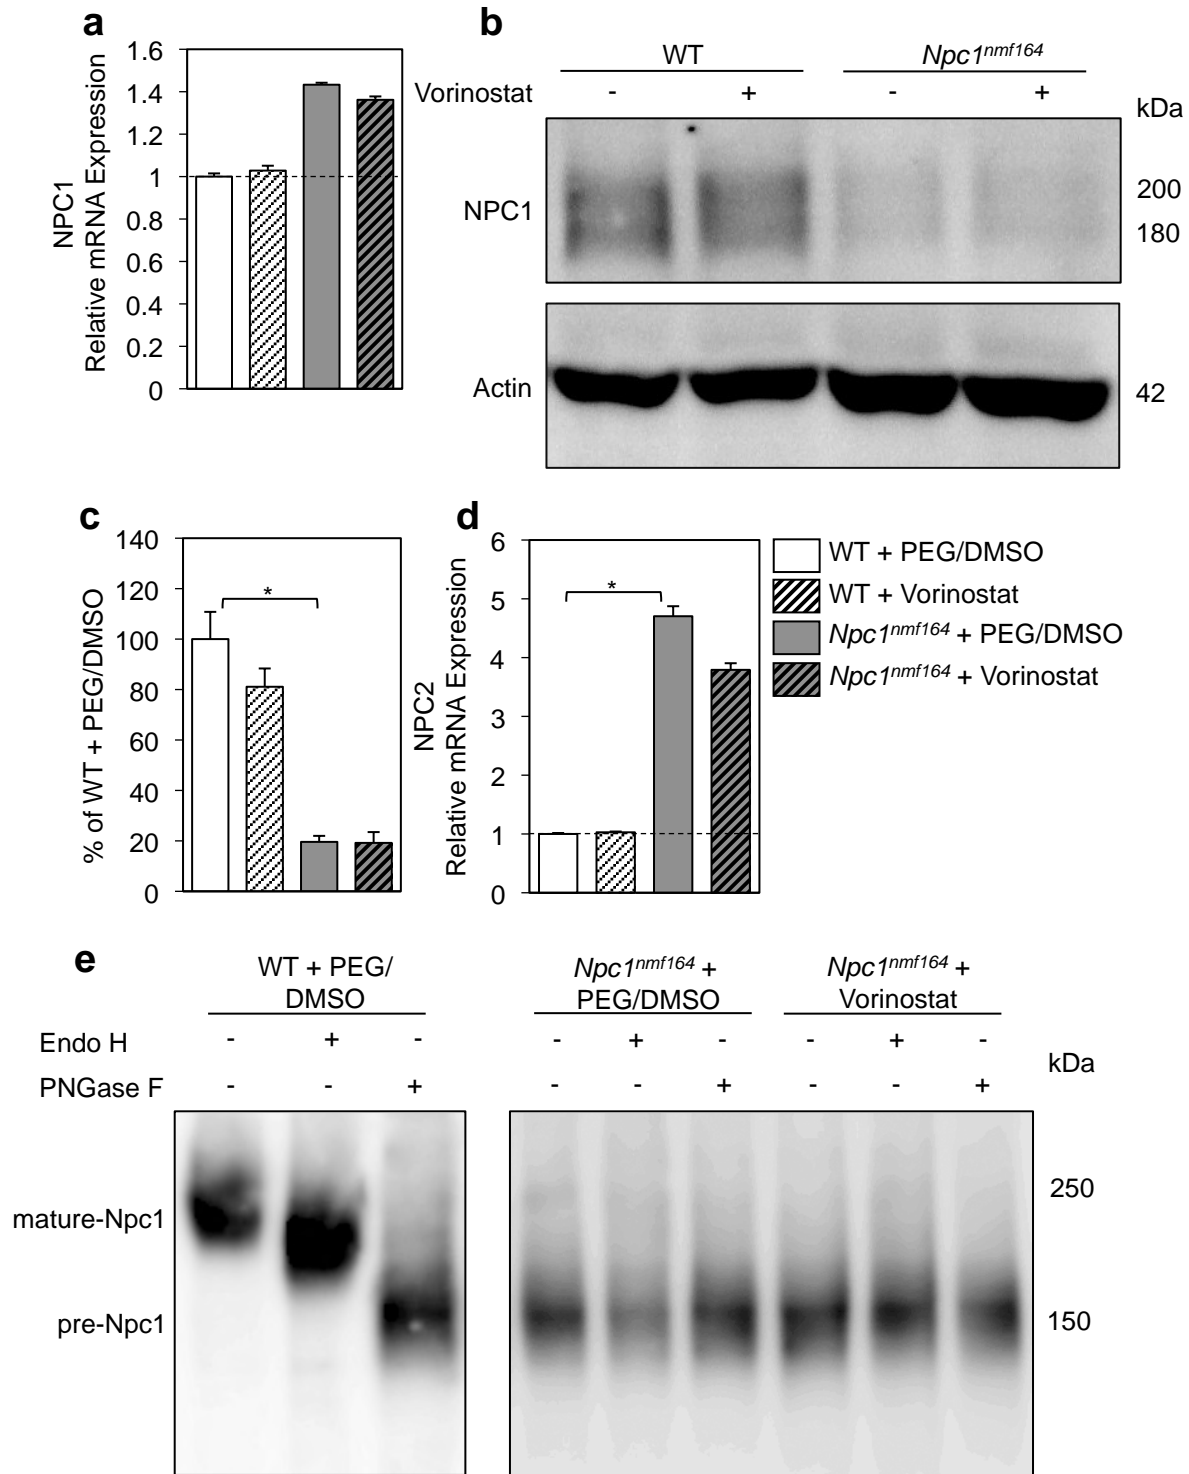 a
NPC1
Relative mRNA Expression
1.6
1.4
1.2
1
0.8
0.6
0.4
0.2
0
b
WT
Npc1nmf164
Vorinostat
- + - +
kDa
NPC1
200
180
Actin
42
c
% of WT + PEG/DMSO
140
120
100
80
60
40
20
0
*
d
NPC2
Relative mRNA Expression
6
5
4
3
2
1
0
*
WT + PEG/DMSO
WT + Vorinostat
Npc1nmf164 + PEG/DMSO
Npc1nmf164 + Vorinostat
e
WT + PEG/
DMSO
Npc1nmf164 +
PEG/DMSO
Npc1nmf164 +
Vorinostat
Endo H - + - - + - - + -
PNGase F - - + - - + - - +
kDa
mature-Npc1
pre-Npc1
250
150